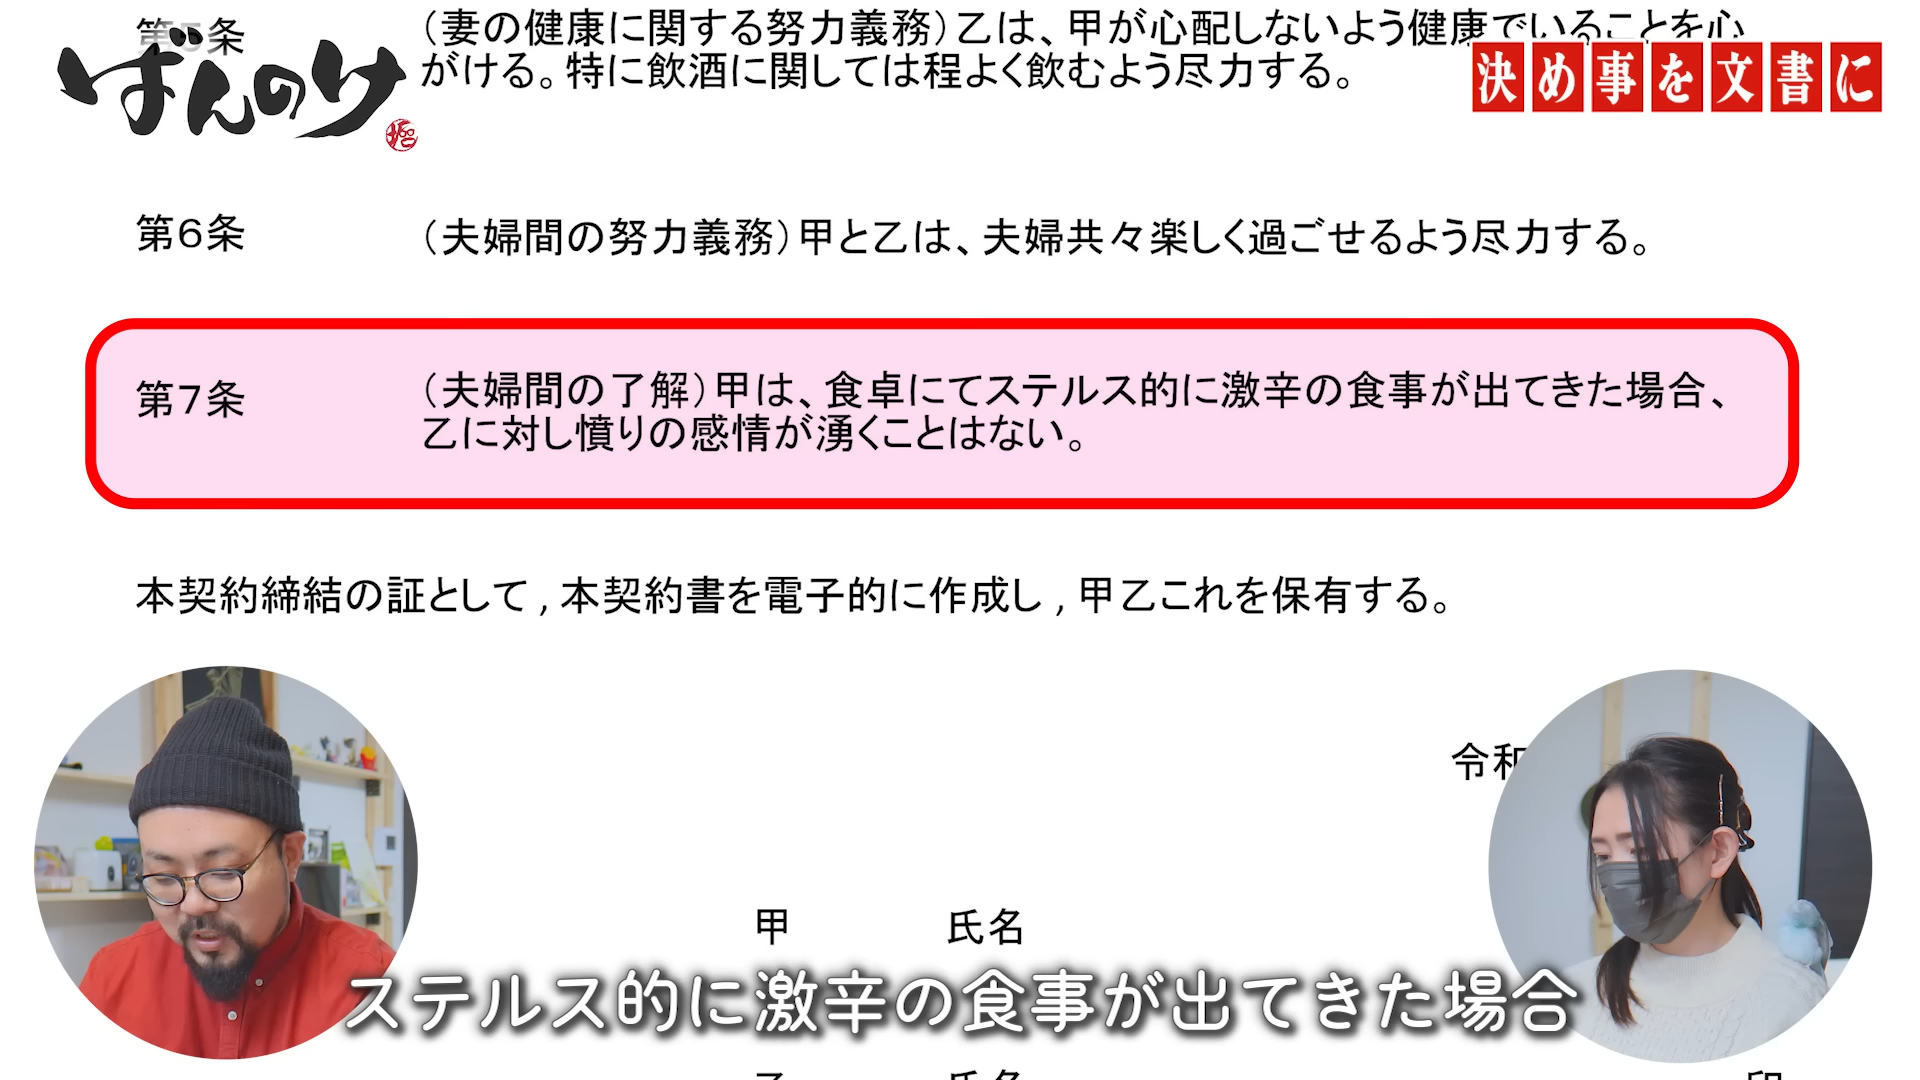 第5条
（妻の健康に関する努力義務）乙は、甲が心配しないよう健康でいることを心
がける。特に飲酒に関しては程よく飲むよう尽力する。
ばんのけ
決め事を文書に
第６条
（夫婦間の努力義務）甲と乙は、夫婦共々楽しく過ごせるよう尽力する。
第７条
（夫婦間の了解）甲は、食卓にてステルス的に激辛の食事が出てきた場合、
乙に対し憤りの感情が湧くことはない。
本契約締結の証として , 本契約書を電子的に作成し , 甲乙これを保有する。
令和
甲 氏名
ステルス的に激辛の食事が出てきた場合